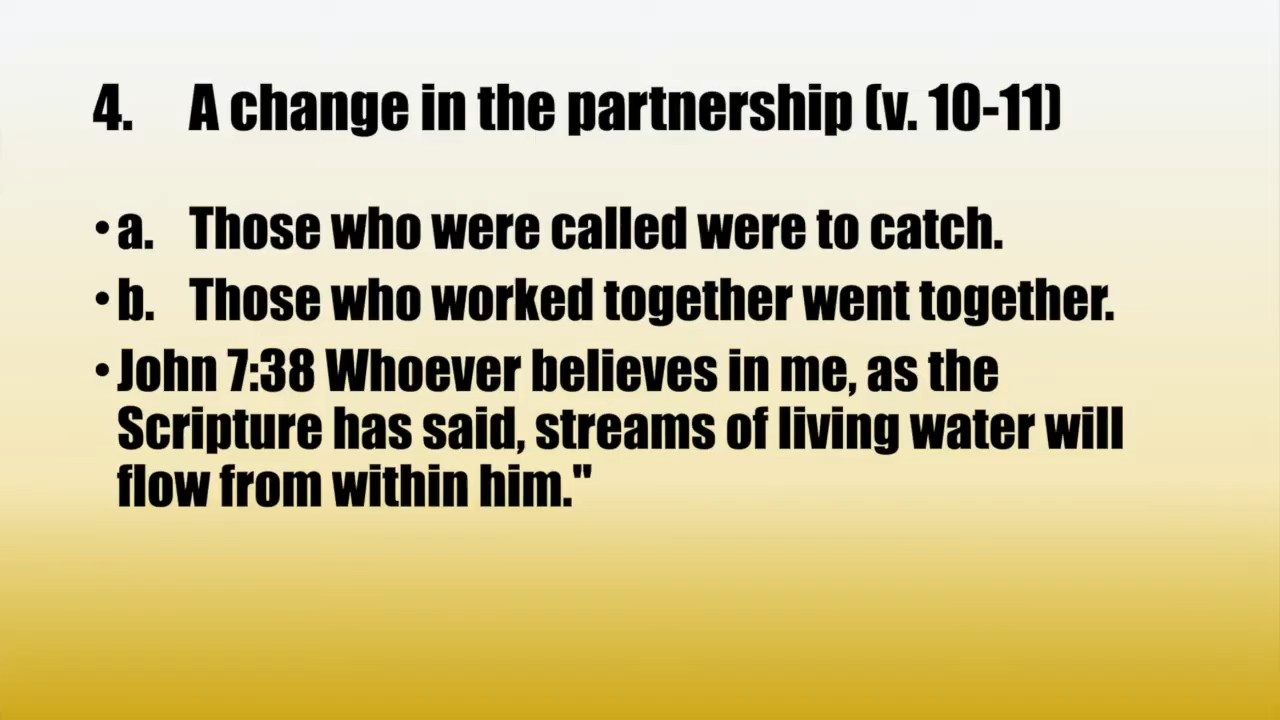 4. A change in the partnership (v. 10-11)
• a. Those who were called were to catch.
• b. Those who worked together went together.
• John 7:38 Whoever believes in me, as the
Scripture has said, streams of living water will
flow from within him."